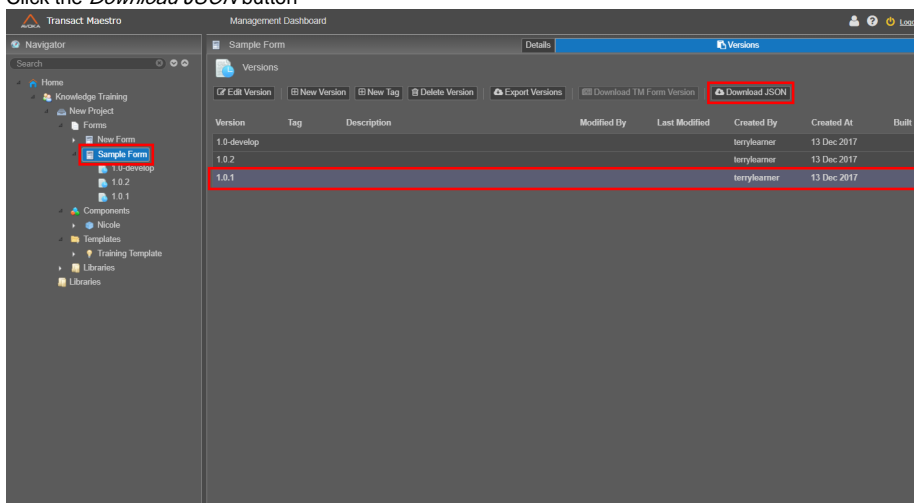 Click the Download JSON button
AVOKA Transact Maestro Management Dashboard
Navigator Sample Form Details Versions
Search
Versions
Home
Knowledge Training
Edit Version New Version New Tag Delete Version Export Versions Download TM Form Version Download JSON
New Project
Forms
Version Tag Description Modified By Last Modified Created By Created At Built
New Form
1.0-develop terrylearner 13 Dec 2017
Sample Form
1.0.2 terrylearner 13 Dec 2017
1.0-develop
1.0.1 terrylearner 13 Dec 2017
1.0.2
1.0.1
Components
Nicole
Templates
Training Template
Libraries
Libraries